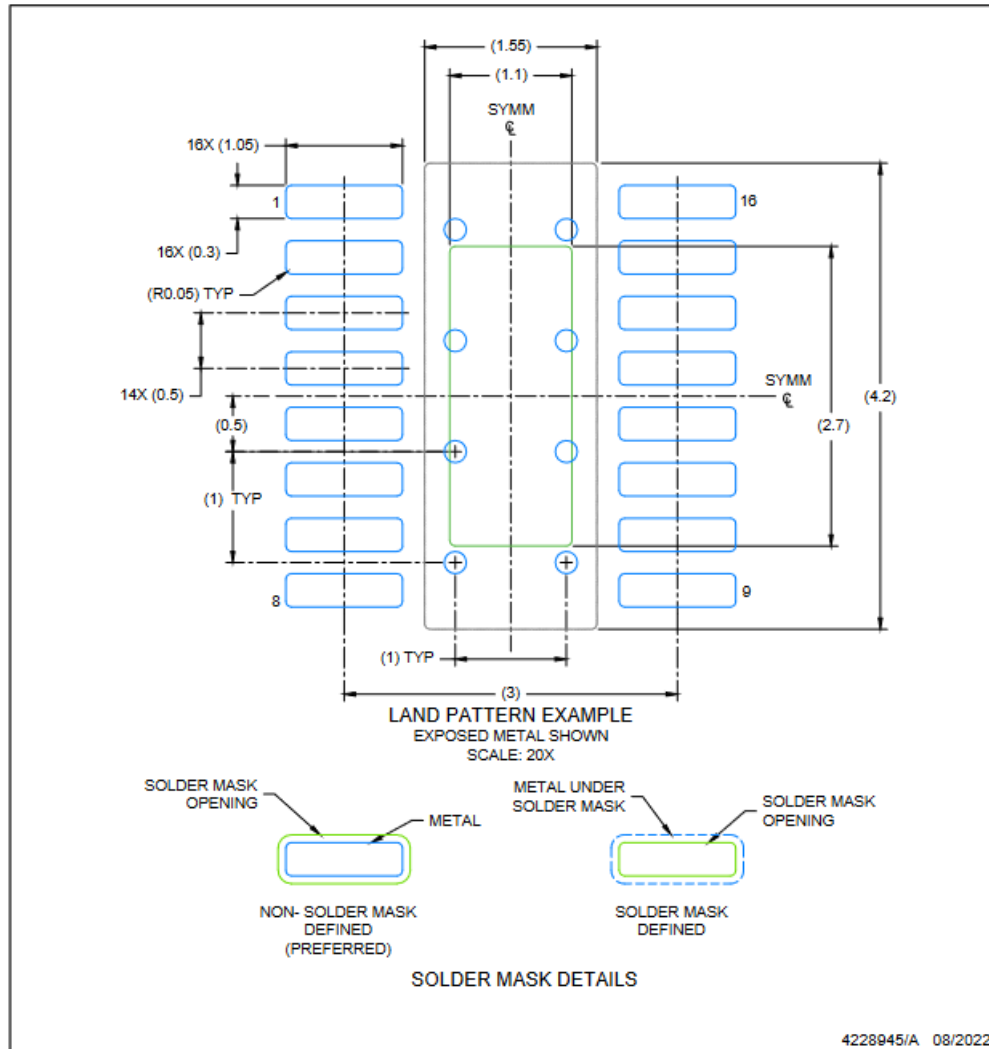 (1.55)
(1.1)
SYMM
℄
16X (1.05)
1
16
16X (0.3)
(R0.05) TYP
14X (0.5)
SYMM
℄
(4.2)
(0.5)
(2.7)
(1) TYP
8
9
(1) TYP
(3)
LAND PATTERN EXAMPLE
EXPOSED METAL SHOWN
SCALE: 20X
SOLDER MASK
OPENING
METAL
METAL UNDER
SOLDER MASK
SOLDER MASK
OPENING
NON- SOLDER MASK
DEFINED
(PREFERRED)
SOLDER MASK
DEFINED
SOLDER MASK DETAILS
4228945/A 08/2022